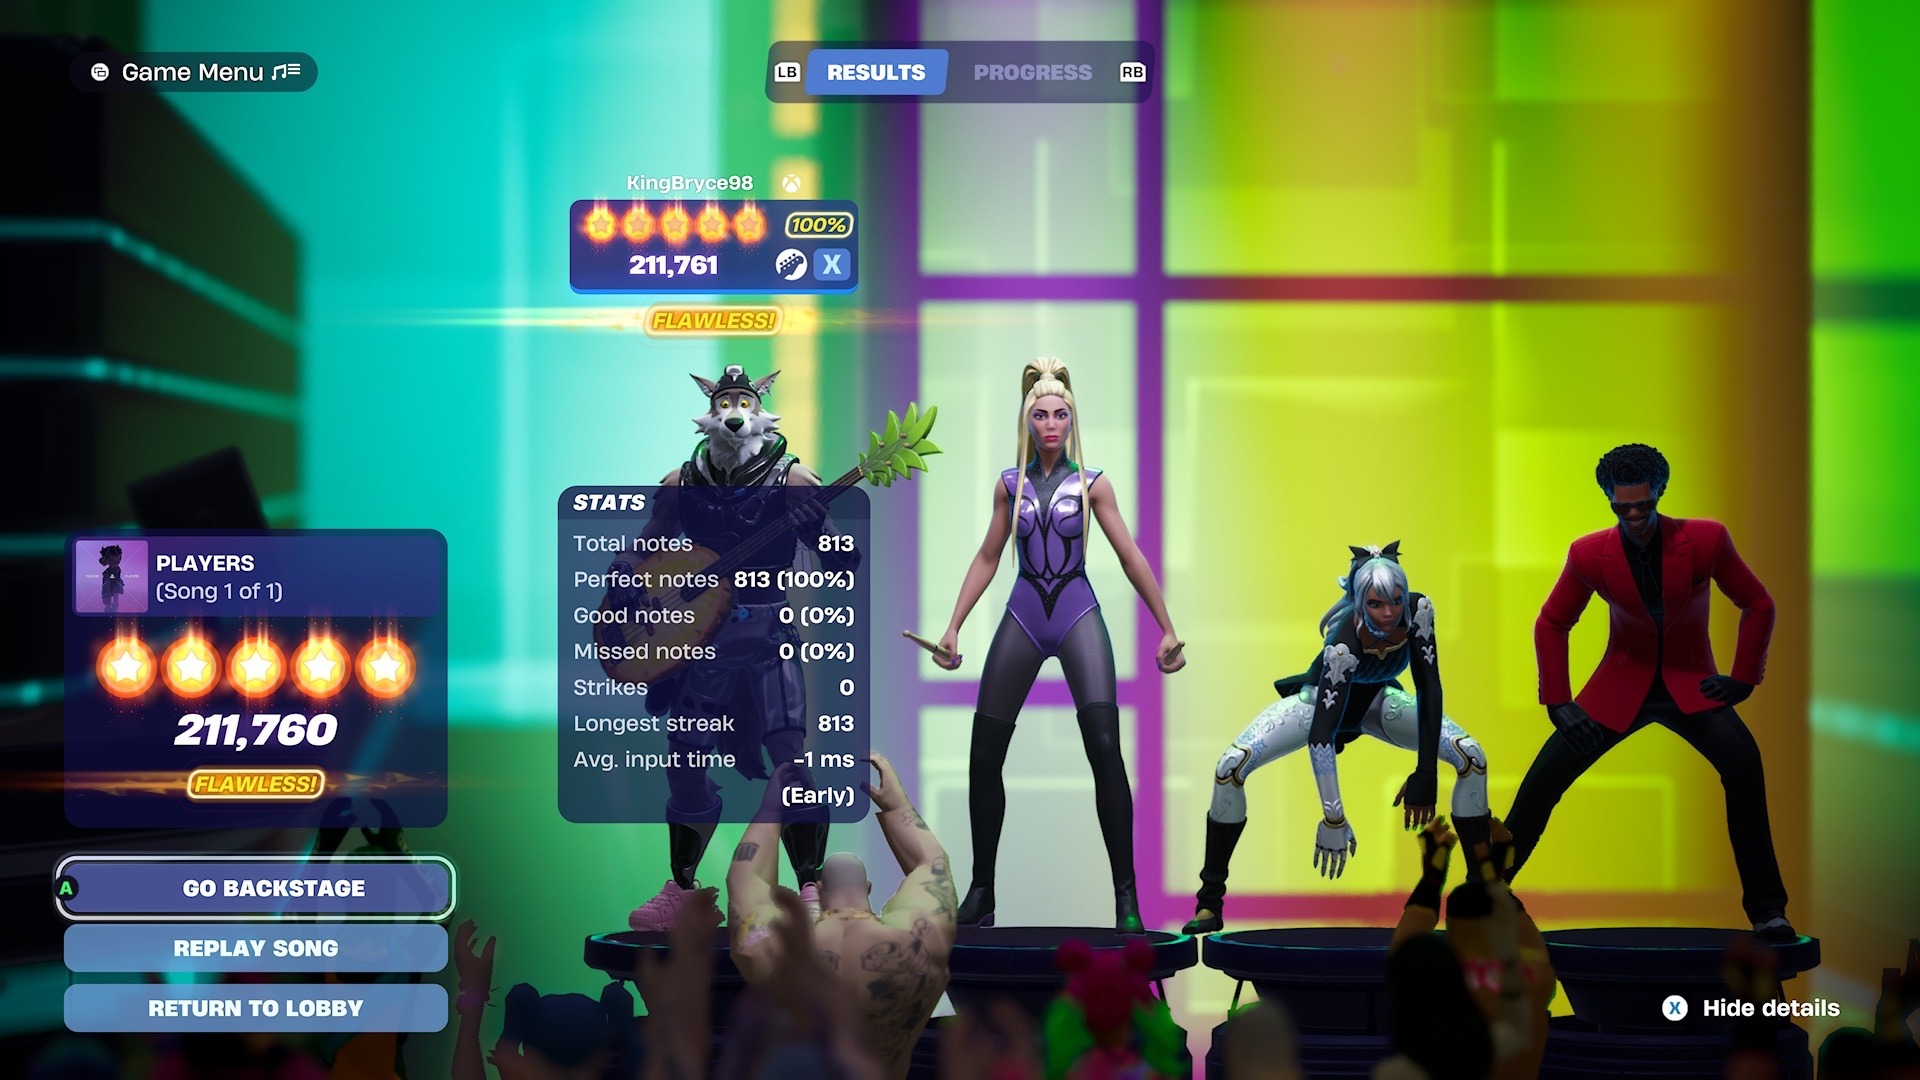 Game Menu
LB RESULTS PROGRESS RB
KingBryce98
100%
211,761
X
FLAWLESS!
STATS
Total notes 813
Perfect notes 813 (100%)
Good notes 0 (0%)
Missed notes 0 (0%)
Strikes 0
Longest streak 813
Avg. input time -1 ms
(Early)
PLAYERS
(Song 1 of 1)
211,760
FLAWLESS!
A GO BACKSTAGE
REPLAY SONG
RETURN TO LOBBY
X Hide details